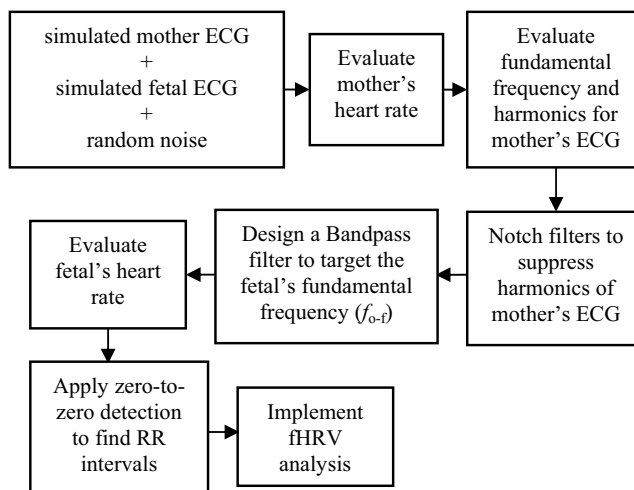 simulated mother ECG
+
simulated fetal ECG
+
random noise
Evaluate
mother's
heart rate
Evaluate
fundamental
frequency and
harmonics for
mother's ECG
Notch filters to
suppress
harmonics of
mother's ECG
Design a Bandpass
filter to target the
fetal's fundamental
frequency (fo-f)
Evaluate
fetal's heart
rate
Apply zero-to-
zero detection
to find RR
intervals
Implement
fHRV
analysis